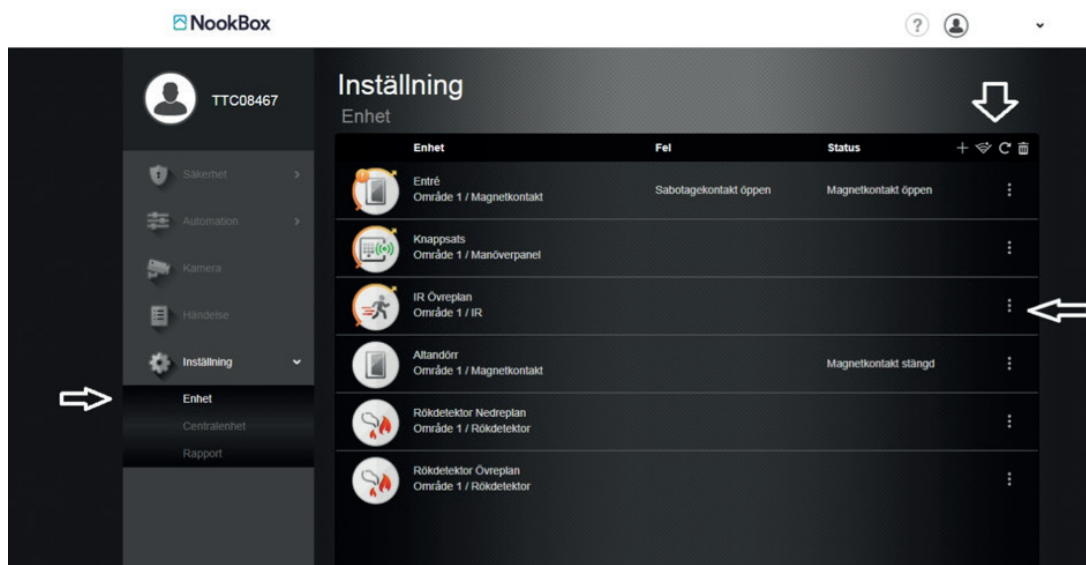 NookBox
?
TTC08467
Säkerhet
Automation
Kamera
Händelse
Inställning
Enhet
Centralenhet
Rapport
Inställning
Enhet
Enhet Fel Status
Entré
Område 1 / Magnetkontakt Sabotagekontakt öppen Magnetkontakt öppen
Knappsats
Område 1 / Manöverpanel
IR Övreplan
Område 1 / IR
Altandörr
Område 1 / Magnetkontakt Magnetkontakt stängd
Rökdetektor Nedreplan
Område 1 / Rökdetektor
Rökdetektor Övreplan
Område 1 / Rökdetektor